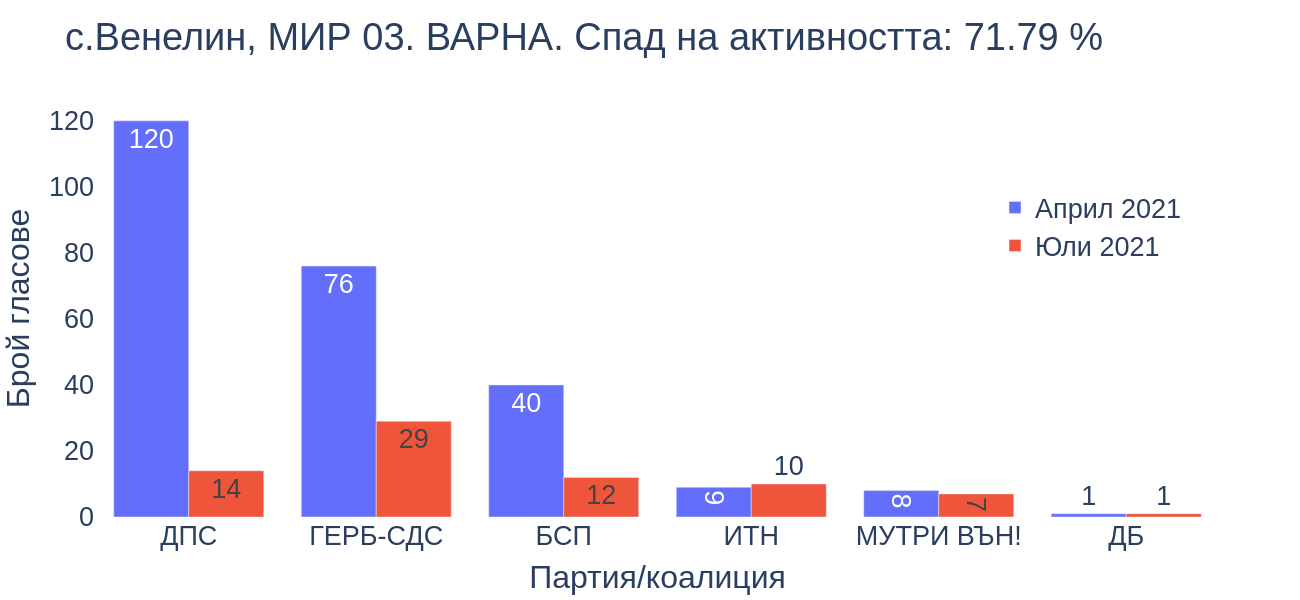 с.Венелин, МИР 03. ВАРНА. Спад на активността: 71.79 %
Брой гласове
120
100
80
60
40
20
0
120
14
76
29
40
12
9
10
8
7
1
1
Април 2021
Юли 2021
ДПС
ГЕРБ-СДС
БСП
ИТН
МУТРИ ВЪН!
ДБ
Партия/коалиция